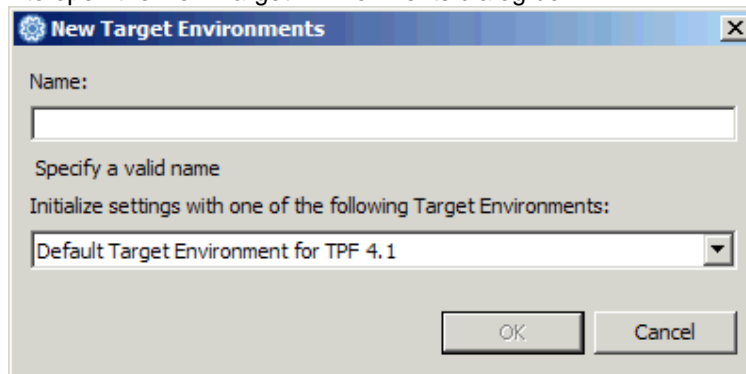 New Target Environments
Name:
Specify a valid name
Initialize settings with one of the following Target Environments:
Default Target Environment for TPF 4.1
OK
Cancel